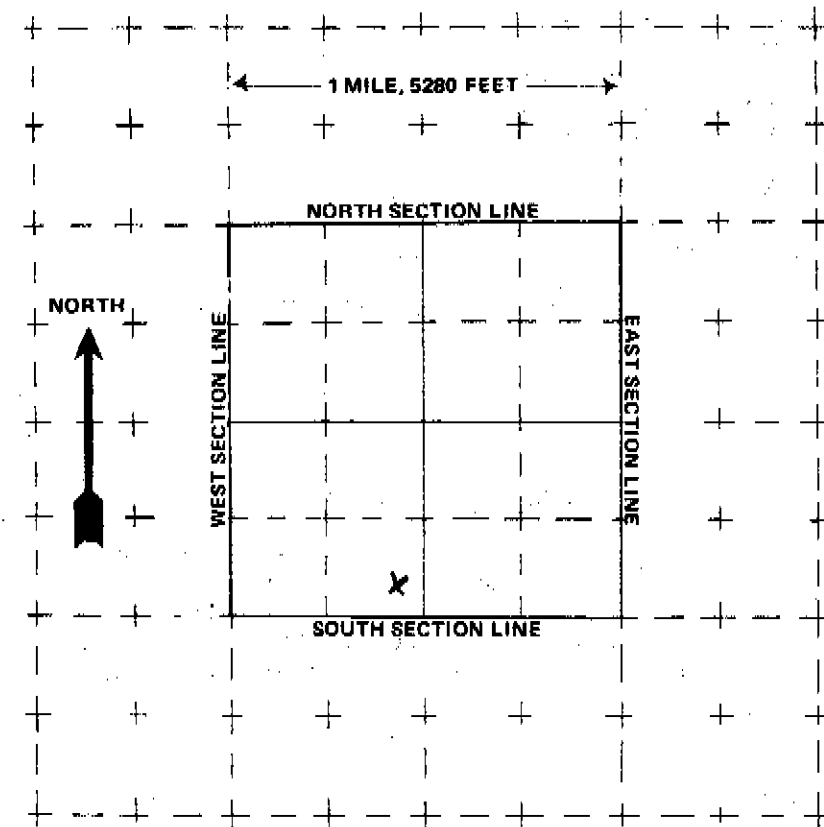 1 MILE, 5280 FEET
NORTH SECTION LINE
NORTH
WEST SECTION LINE
EAST SECTION LINE
X
SOUTH SECTION LINE